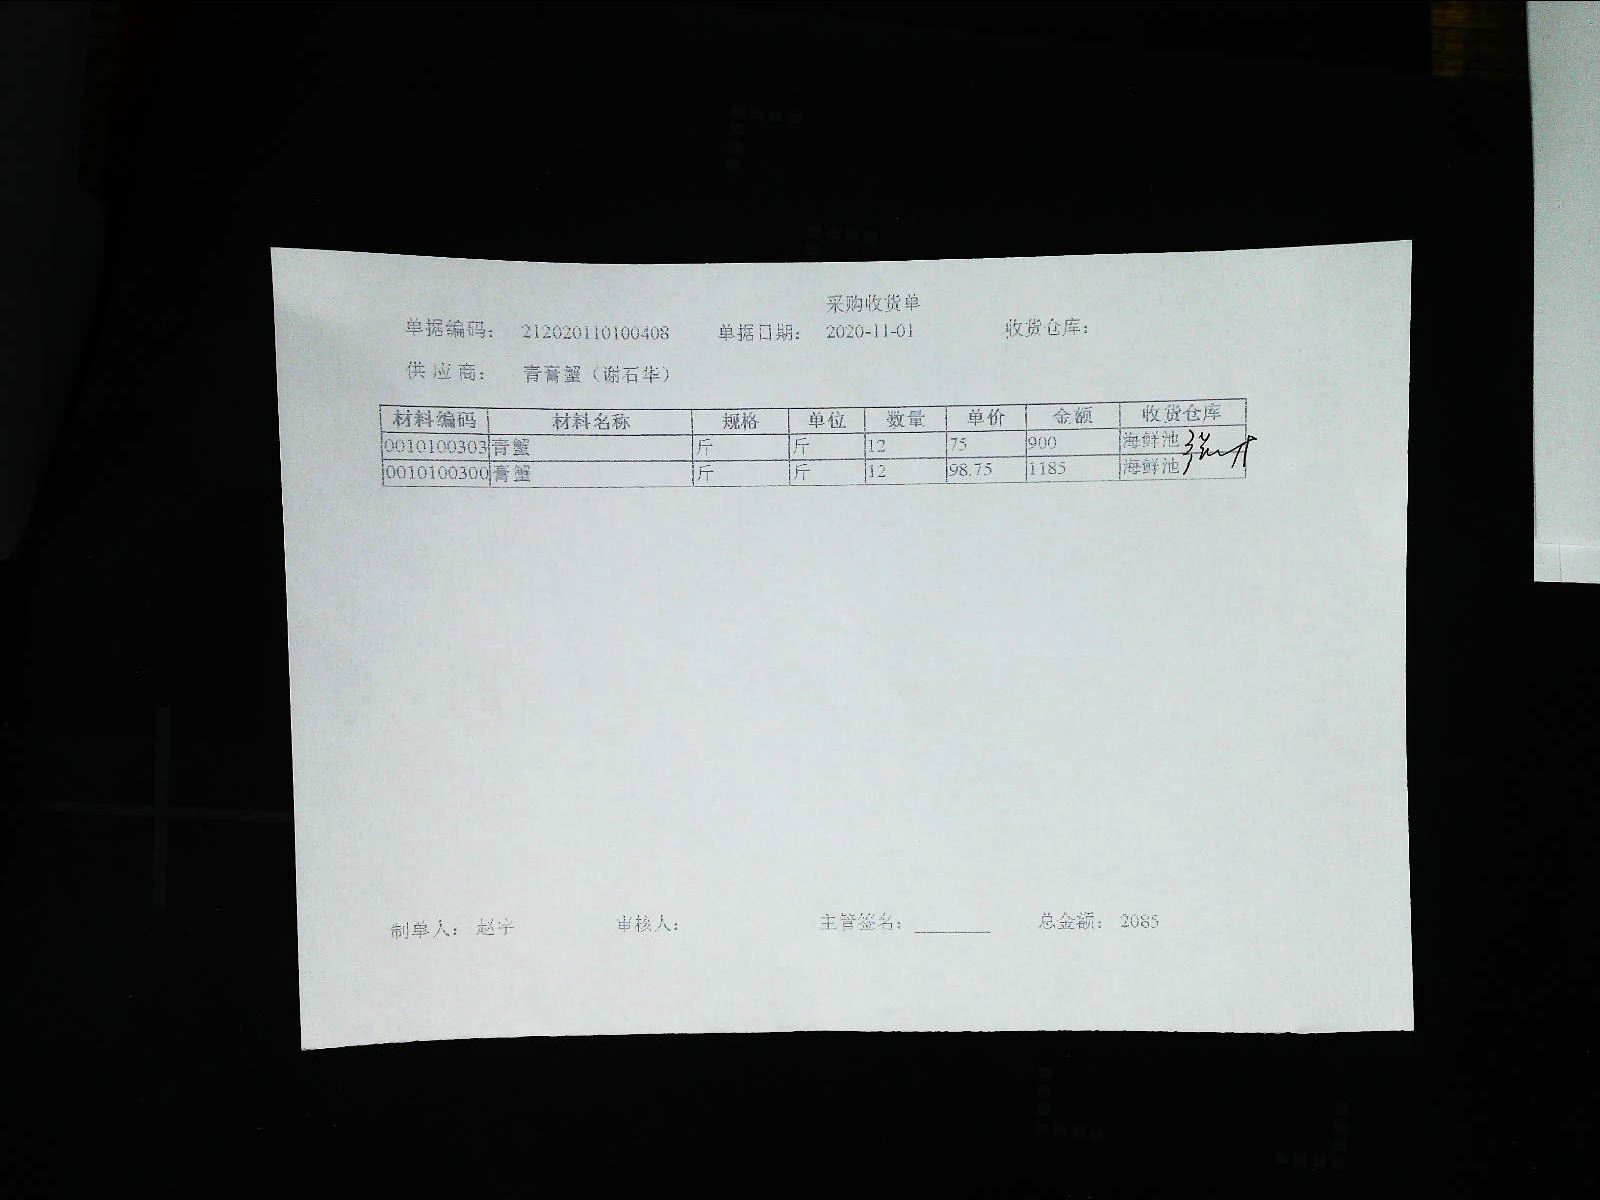 采购收货单
单据编码： 212020110100408 单据日期： 2020-11-01 收货仓库：
供 应 商： 青膏蟹（谢石华）
材料编码 材料名称 规格 单位 数量 单价 金额 收货仓库
0010100303 青蟹 斤 斤 12 75 900 海鲜池
0010100300 膏蟹 斤 斤 12 98.75 1185 海鲜池
制单人： 赵宇 审核人： 主管签名： 总金额： 2085